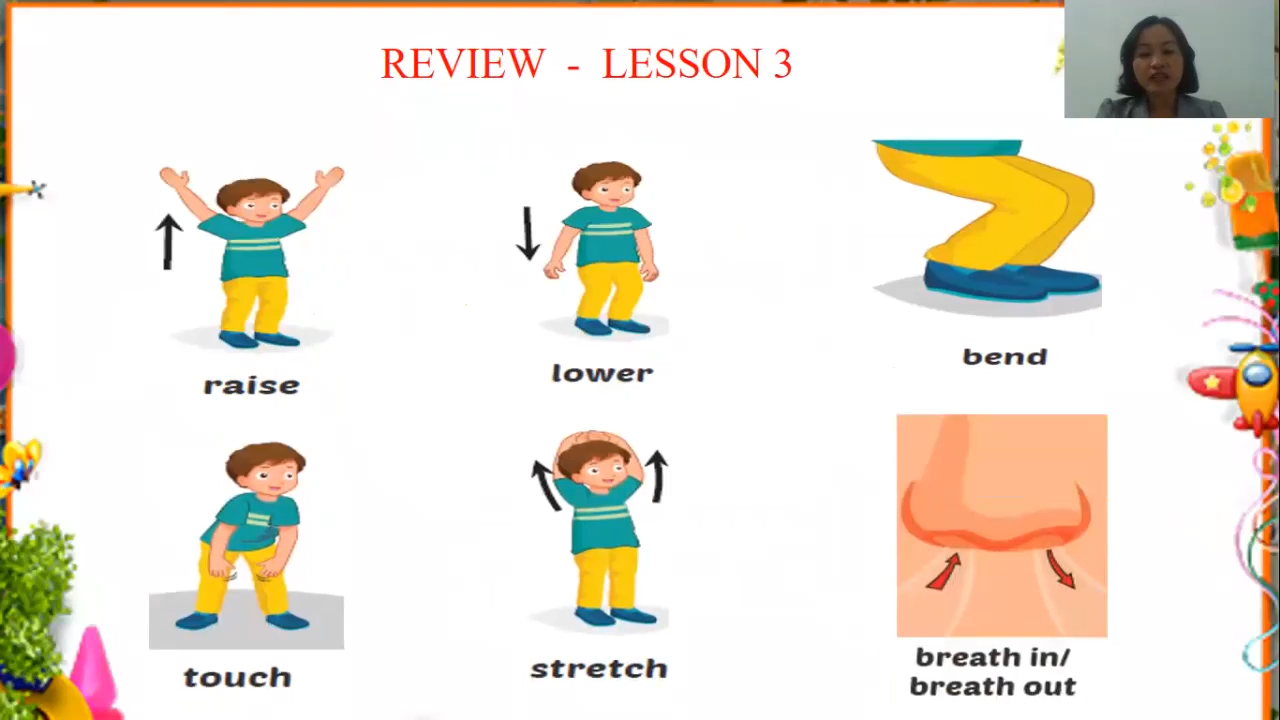 REVIEW - LESSON 3
raise
lower
bend
touch
stretch
breath in/
breath out